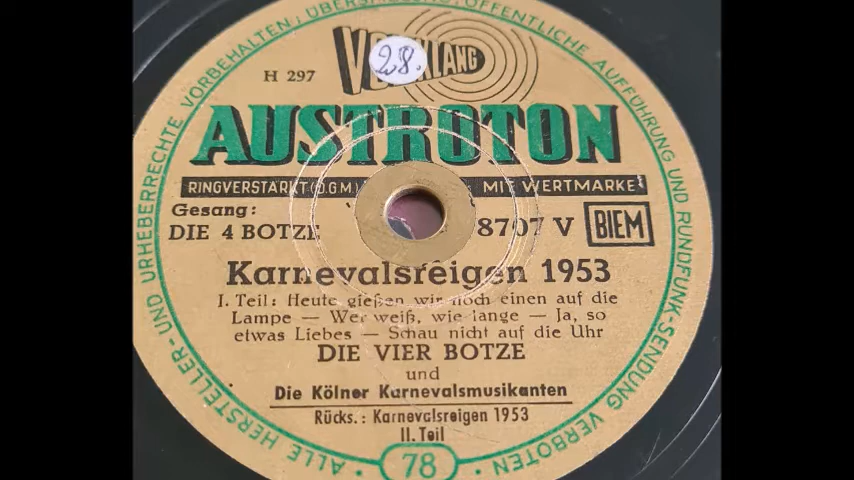 ALLE HERSTELLER- UND URHEBERRECHTE VORBEHALTEN, ÜBERSPIELUNG, ÖFFENTLICHE AUFFÜHRUNG UND RUNDFUNK-SENDUNG VERBOTEN
28.
H 297
AUSTROTON
RINGVERSTÄRKT (D.G.M.) MIT WERTMARKE
Gesang:
DIE 4 BOTZE 8707 V BIEM
Karnevalsreigen 1953
I. Teil: Heute gießen wir noch einen auf die
Lampe — Wer weiß, wie lange — Ja, so
etwas Liebes — Schau nicht auf die Uhr
DIE VIER BOTZE
und
Die Kölner Karnevalsmusikanten
Rücks.: Karnevalsreigen 1953
II. Teil
78